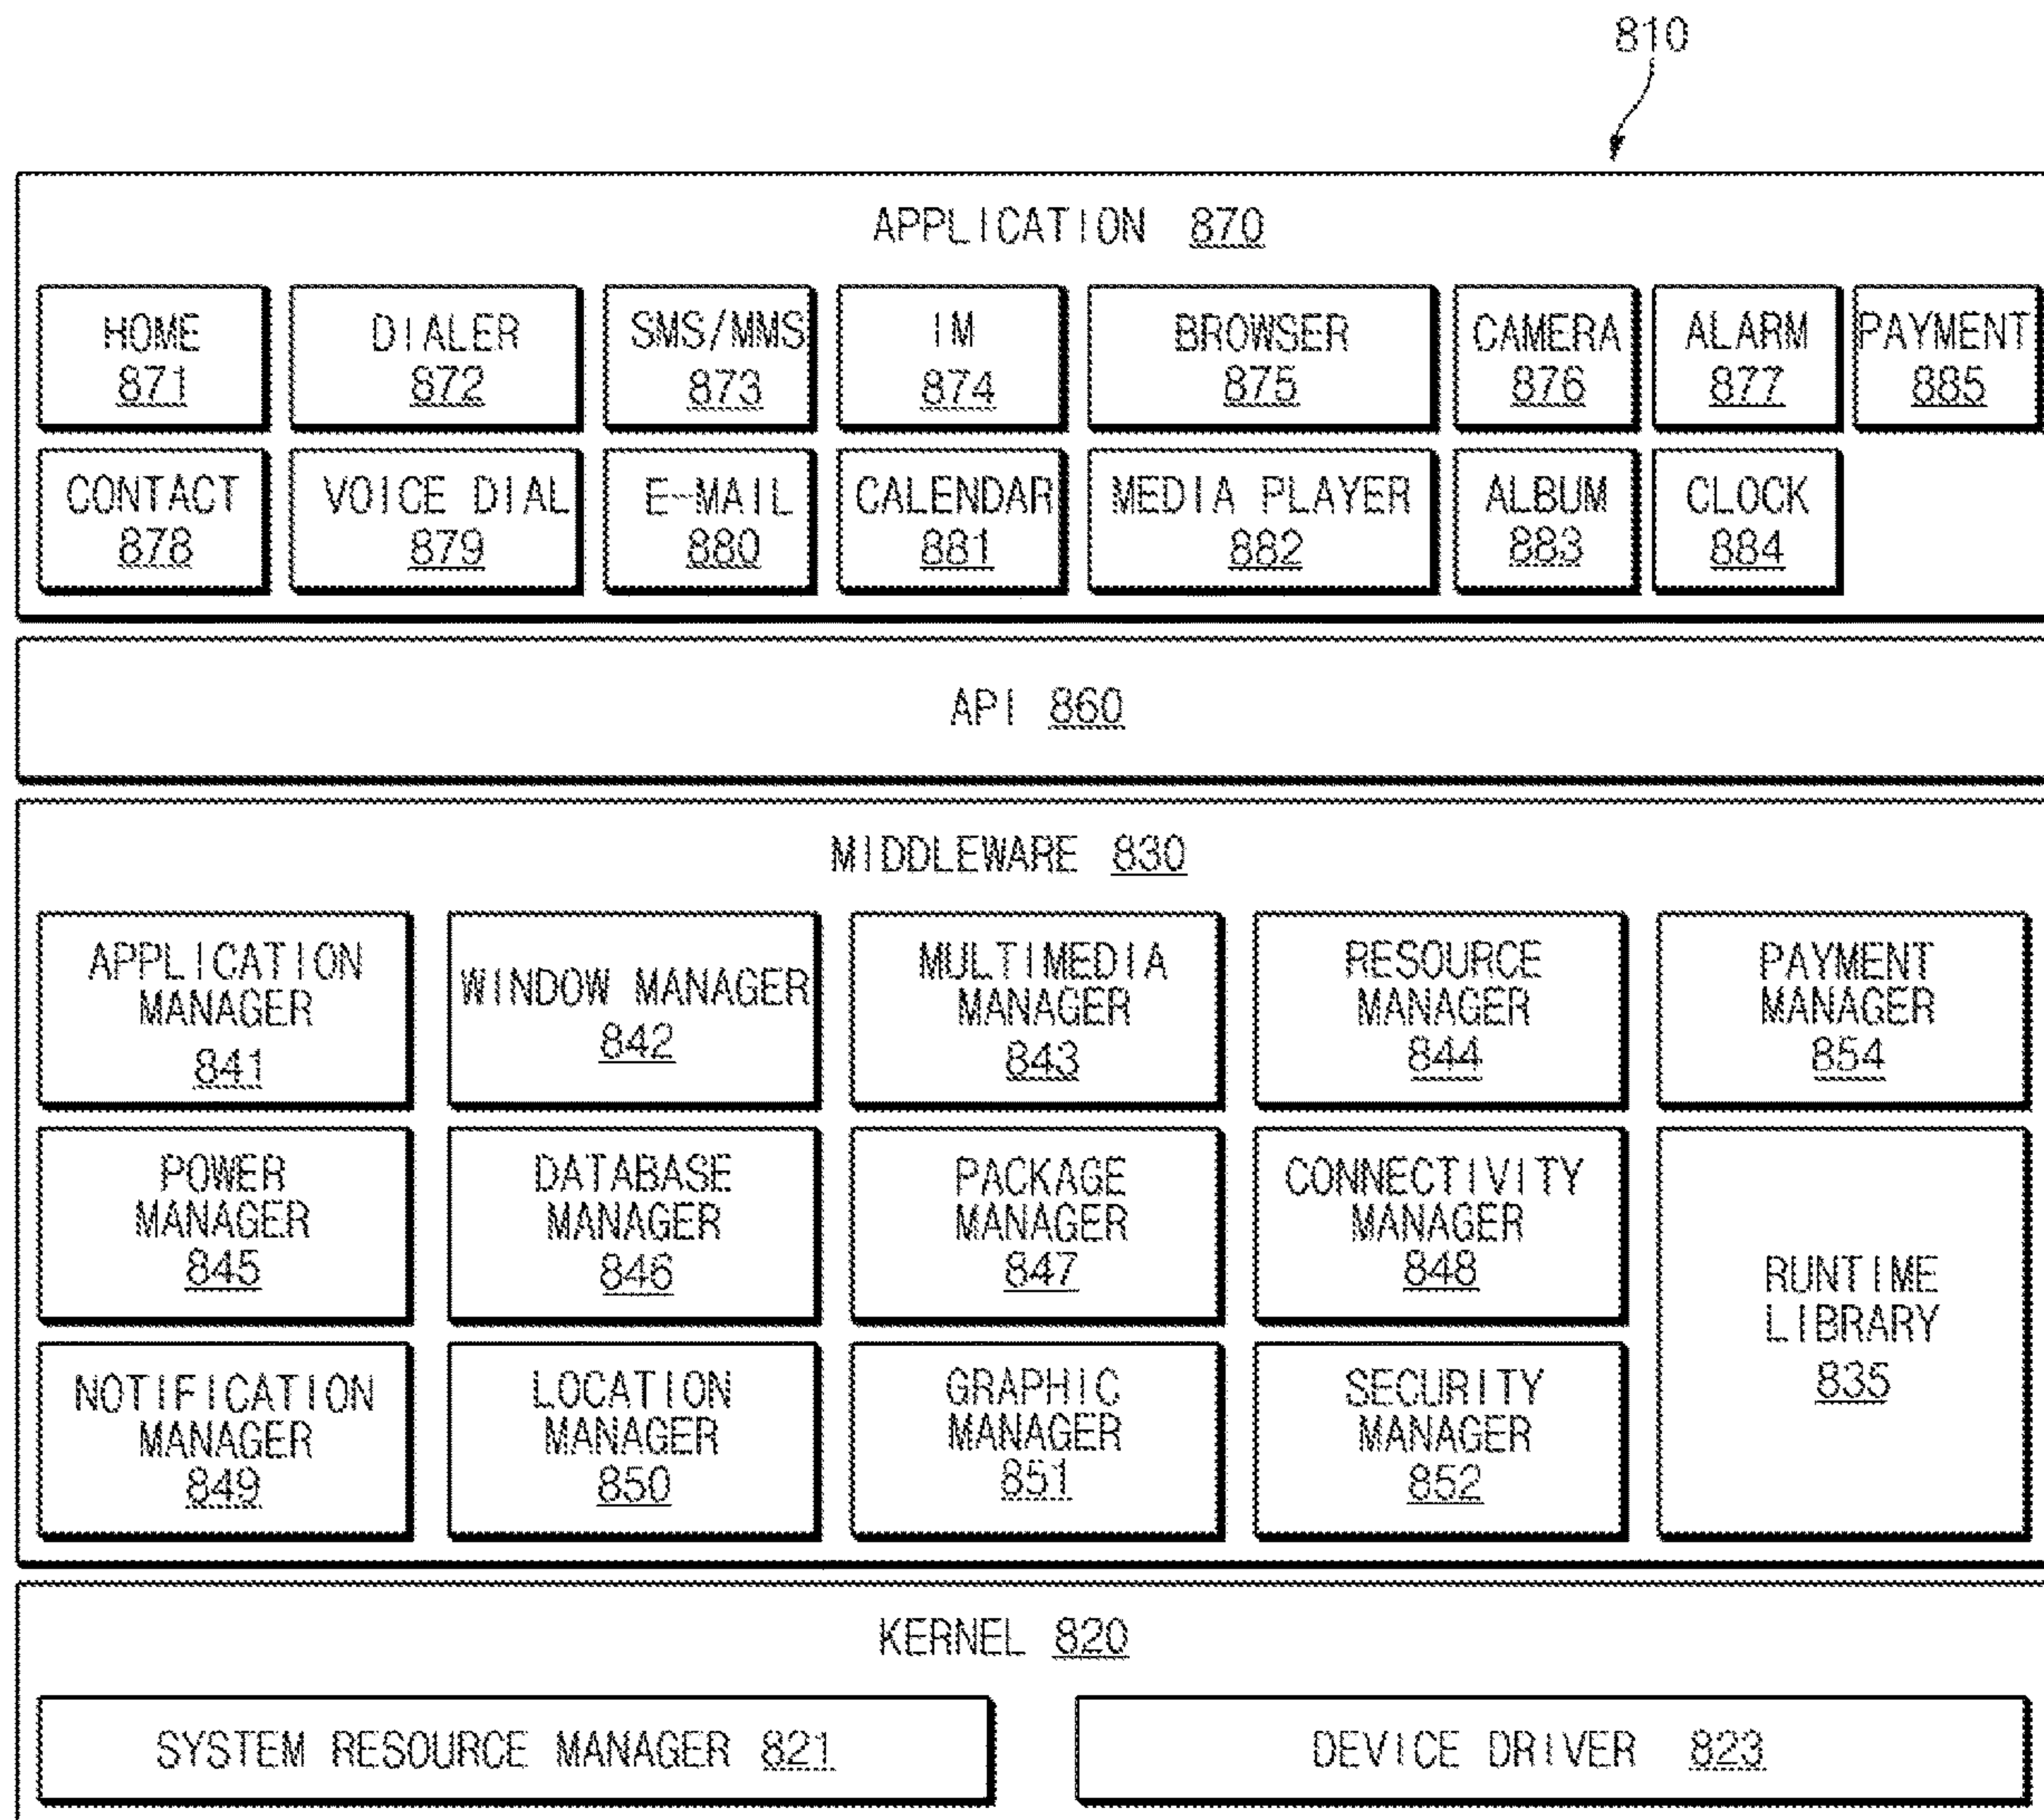 810
APPLICATION 870
HOME
871
DIALER
872
SMS/MMS
873
IM
874
BROWSER
875
CAMERA
876
ALARM
877
PAYMENT
885
CONTACT
878
VOICE DIAL
879
E-MAIL
880
CALENDAR
881
MEDIA PLAYER
882
ALBUM
883
CLOCK
884
API 860
MIDDLEWARE 830
APPLICATION
MANAGER
841
WINDOW MANAGER
842
MULTIMEDIA
MANAGER
843
RESOURCE
MANAGER
844
PAYMENT
MANAGER
854
POWER
MANAGER
845
DATABASE
MANAGER
846
PACKAGE
MANAGER
847
CONNECTIVITY
MANAGER
848
RUNTIME
LIBRARY
835
NOTIFICATION
MANAGER
849
LOCATION
MANAGER
850
GRAPHIC
MANAGER
851
SECURITY
MANAGER
852
KERNEL 820
SYSTEM RESOURCE MANAGER 821
DEVICE DRIVER 823